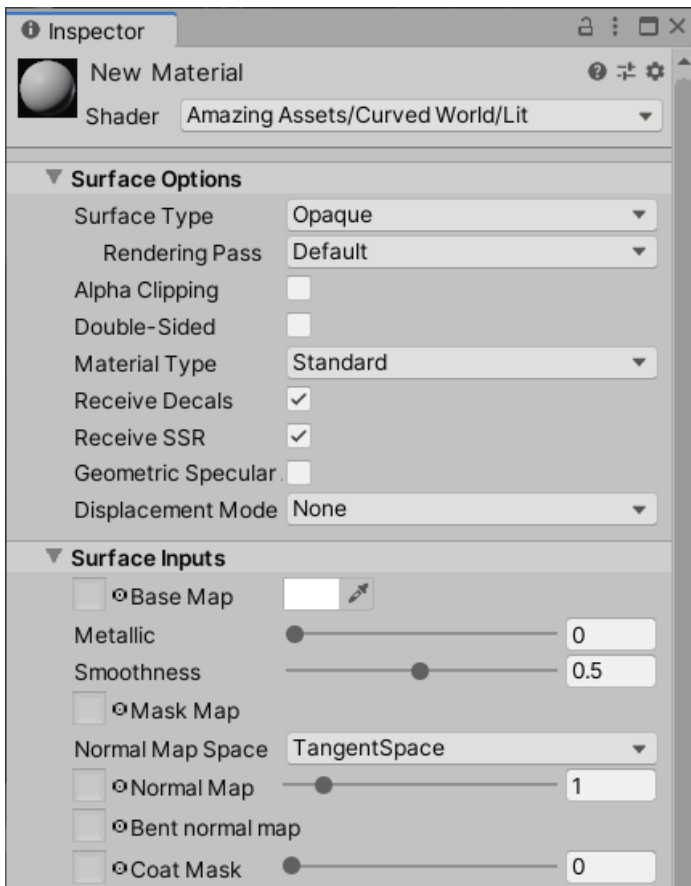 Inspector
New Material
Shader Amazing Assets/Curved World/Lit
Surface Options
Surface Type Opaque
Rendering Pass Default
Alpha Clipping
Double-Sided
Material Type Standard
Receive Decals
Receive SSR
Geometric Specular
Displacement Mode None
Surface Inputs
Base Map
Metallic 0
Smoothness 0.5
Mask Map
Normal Map Space TangentSpace
Normal Map 1
Bent normal map
Coat Mask 0